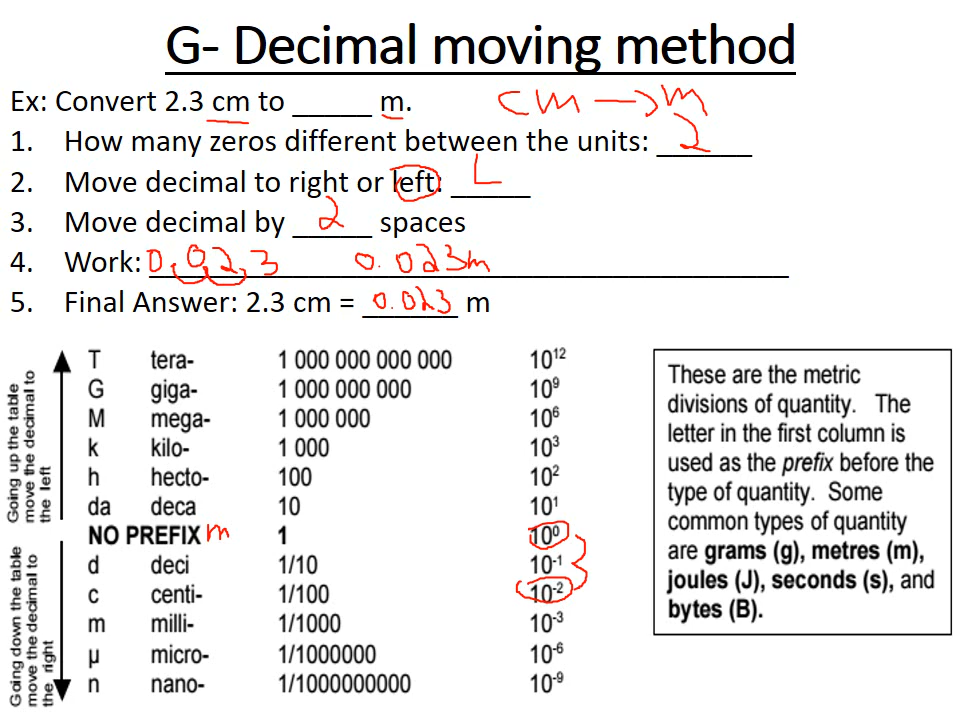 G- Decimal moving method
Ex: Convert 2.3 cm to _____ m. cm → m
1. How many zeros different between the units: 2
2. Move decimal to right or left: L
3. Move decimal by 2 spaces
4. Work: 0,0,2,3 0.023m
5. Final Answer: 2.3 cm = 0.023 m
Going up the table move the decimal to the left
T tera- 1 000 000 000 000 10¹²
G giga- 1 000 000 000 10⁹
M mega- 1 000 000 10⁶
k kilo- 1 000 10³
h hecto- 100 10²
da deca 10 10¹
NO PREFIX m 1 10⁰
Going down the table move the decimal to the right
d deci 1/10 10⁻¹
c centi- 1/100 10⁻²
m milli- 1/1000 10⁻³
µ micro- 1/1000000 10⁻⁶
n nano- 1/1000000000 10⁻⁹
These are the metric
divisions of quantity. The
letter in the first column is
used as the prefix before the
type of quantity. Some
common types of quantity
are grams (g), metres (m),
joules (J), seconds (s), and
bytes (B).